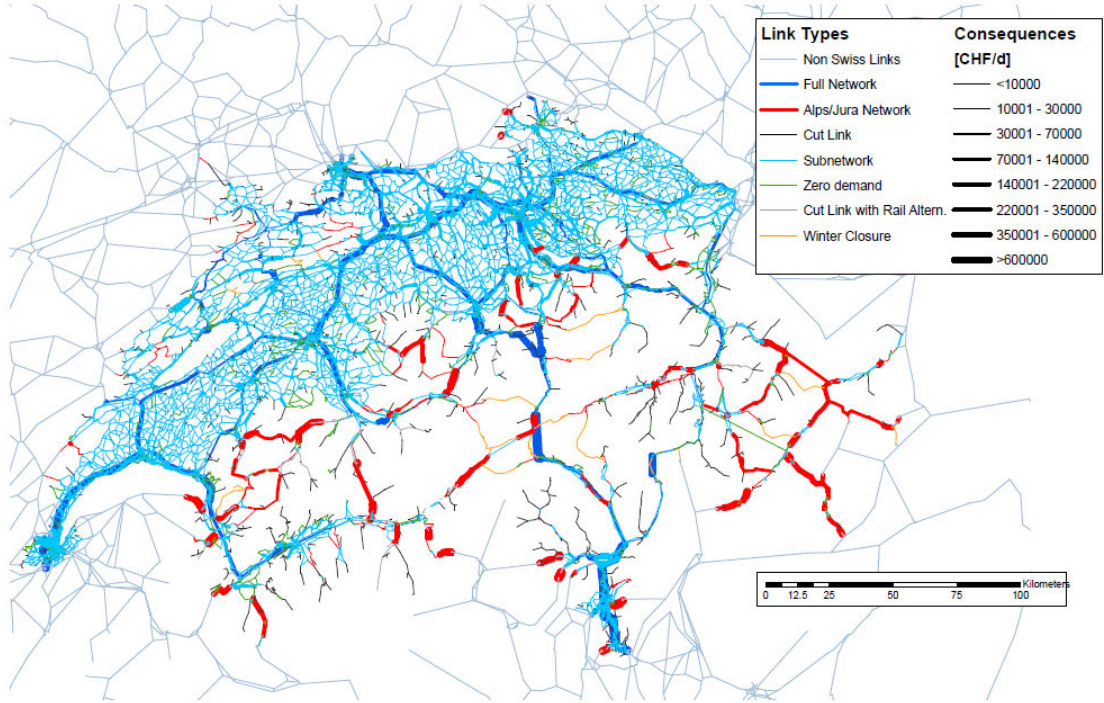 Link Types
Non Swiss Links
Full Network
Alps/Jura Network
Cut Link
Subnetwork
Zero demand
Cut Link with Rail Altern.
Winter Closure
Consequences
[CHF/d]
<10000
10001 - 30000
30001 - 70000
70001 - 140000
140001 - 220000
220001 - 350000
350001 - 600000
>600000
Kilometers
0 12.5 25 50 75 100